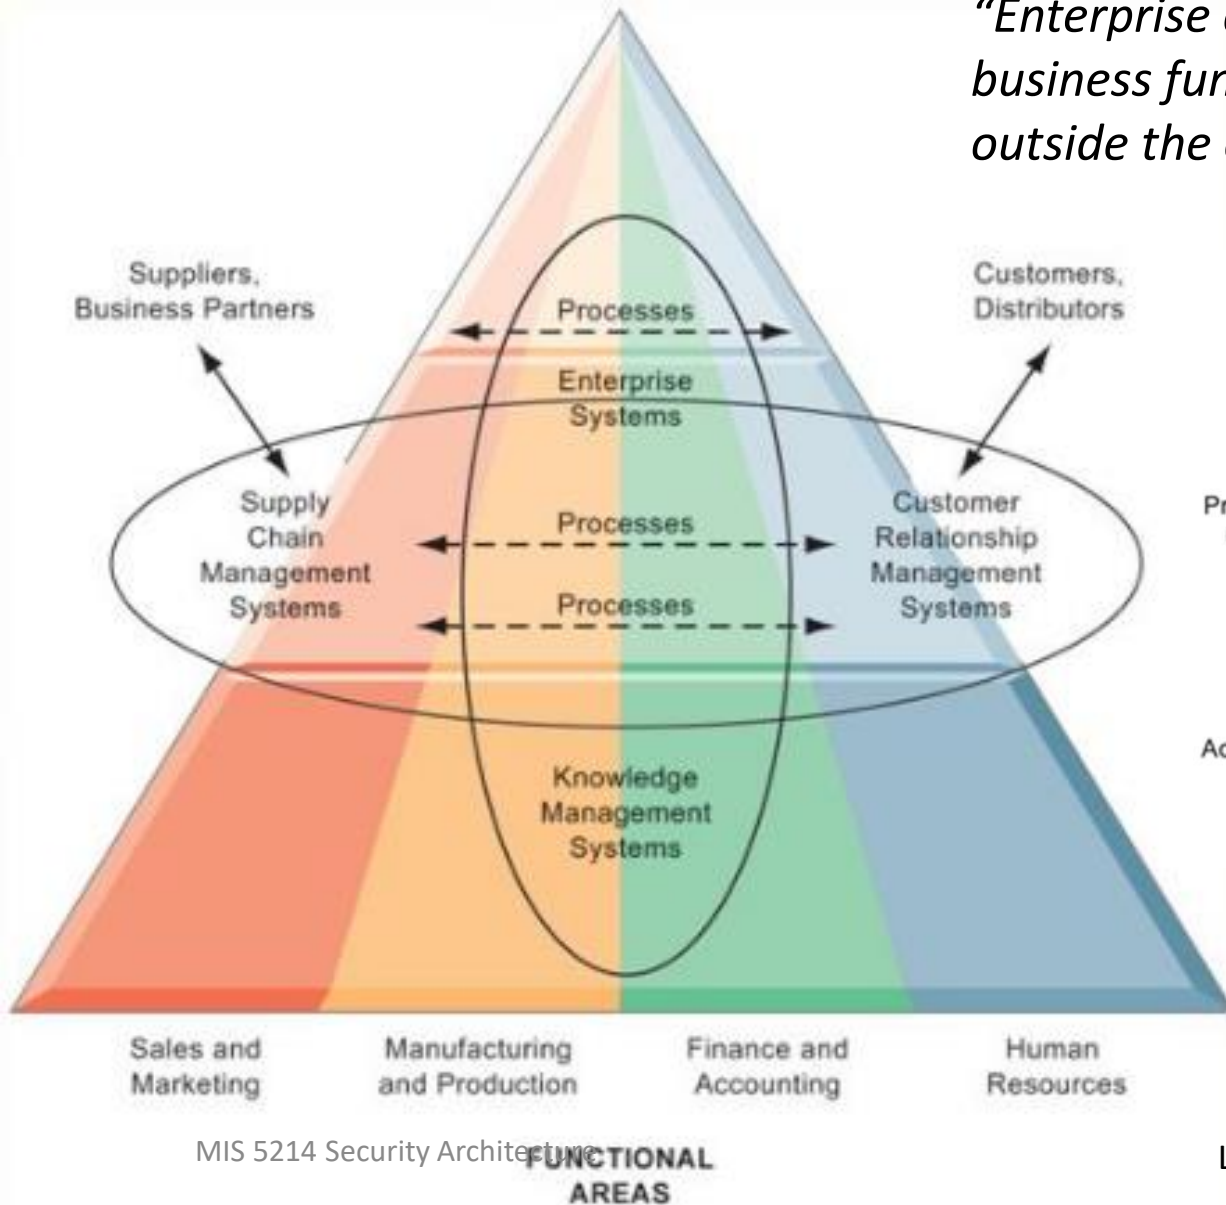 “Enterprise
business
outside the
Suppliers,
Business Partners
Customers,
Distributors
Processes
Enterprise
Systems
Supply
Chain
Management
Systems
Processes
Processes
Customer
Relationship
Management
Systems
Knowledge
Management
Systems
Sales and
Marketing
Manufacturing
and Production
Finance and
Accounting
Human
Resources
MIS 5214 Security Architecture
FUNCTIONAL
AREAS